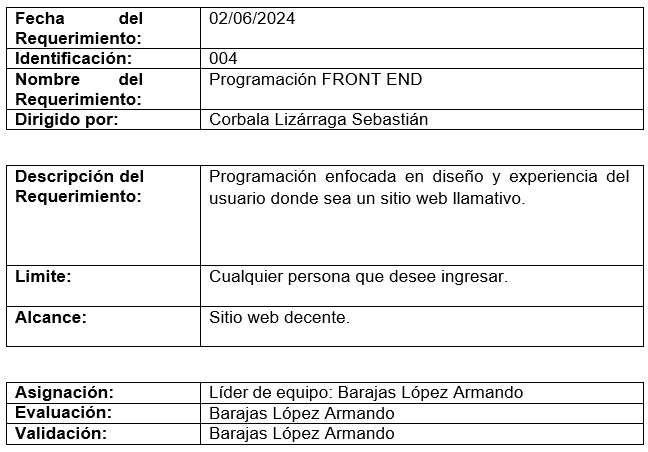 Fecha del 02/06/2024
Requerimiento:
Identificación: 004
Nombre del Programación FRONT END
Requerimiento:
Dirigido por: Corbala Lizárraga Sebastián
Descripción del Programación enfocada en diseño y experiencia del
Requerimiento: usuario donde sea un sitio web llamativo.
Limite: Cualquier persona que desee ingresar.
Alcance: Sitio web decente.
Asignación: Líder de equipo: Barajas López Armando
Evaluación: Barajas López Armando
Validación: Barajas López Armando